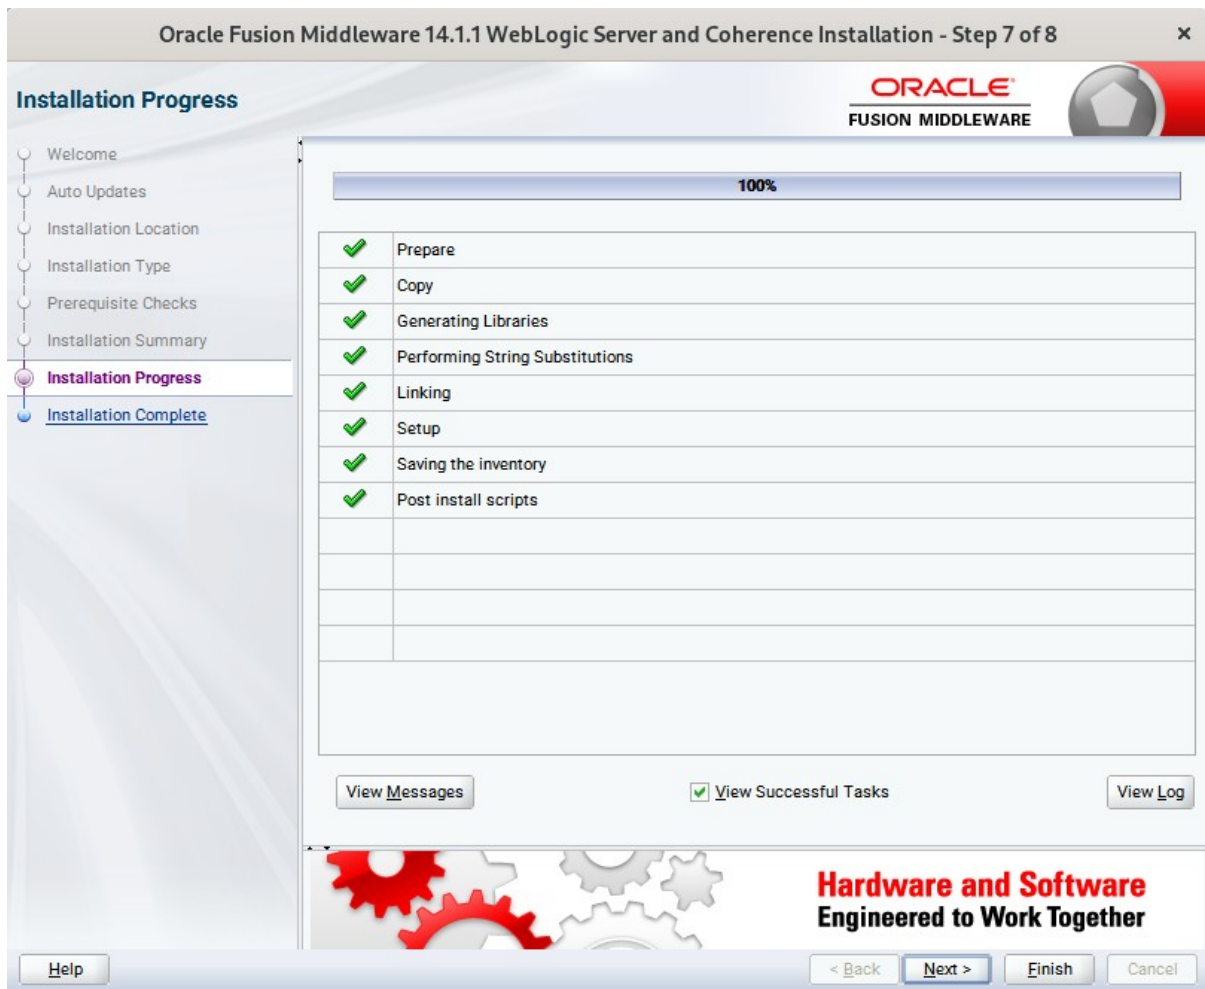 Oracle Fusion Middleware 14.1.1 WebLogic Server and Coherence Installation - Step 7 of 8
×
Installation Progress
ORACLE
FUSION MIDDLEWARE
Welcome
Auto Updates
Installation Location
Installation Type
Prerequisite Checks
Installation Summary
Installation Progress
Installation Complete
100%
Prepare
Copy
Generating Libraries
Performing String Substitutions
Linking
Setup
Saving the inventory
Post install scripts
View Messages
View Successful Tasks
View Log
Hardware and Software
Engineered to Work Together
Help
< Back
Next >
Finish
Cancel